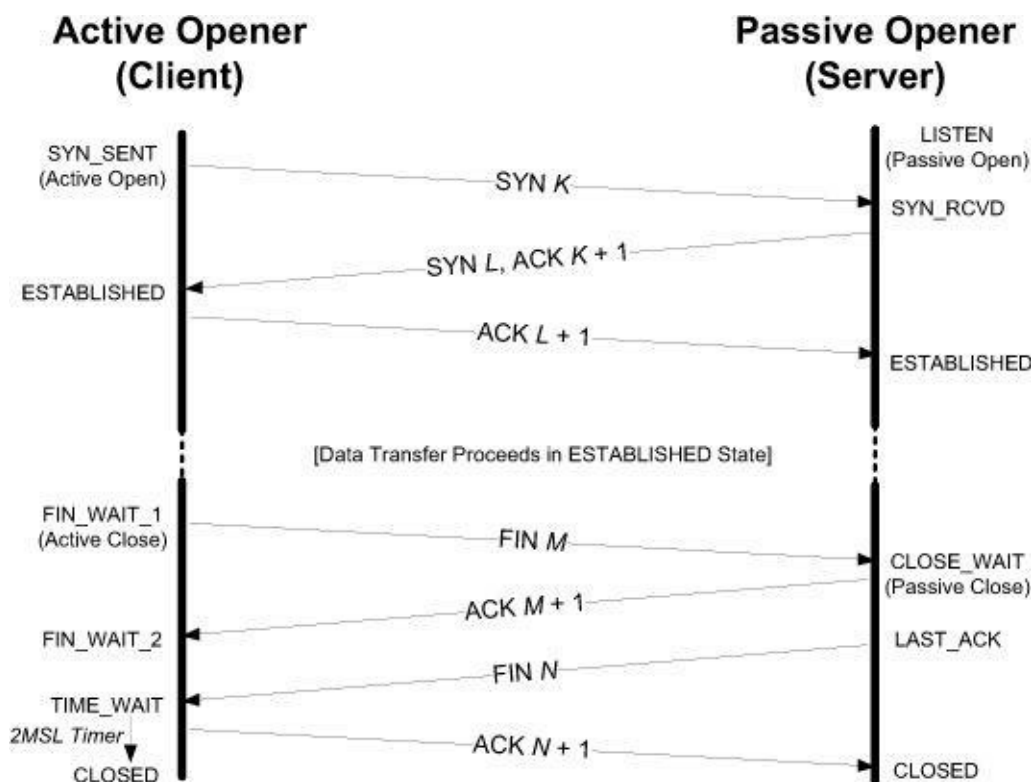 Active Opener
(Client)
Passive Opener
(Server)
LISTEN
(Passive Open)
SYN_SENT
(Active Open)
SYN K
SYN_RCVD
SYN L, ACK K + 1
ESTABLISHED
ACK L + 1
ESTABLISHED
[Data Transfer Proceeds in ESTABLISHED State]
FIN_WAIT_1
(Active Close)
FIN M
CLOSE_WAIT
(Passive Close)
ACK M + 1
FIN_WAIT_2
LAST_ACK
FIN N
TIME_WAIT
2MSL Timer
ACK N + 1
CLOSED
CLOSED